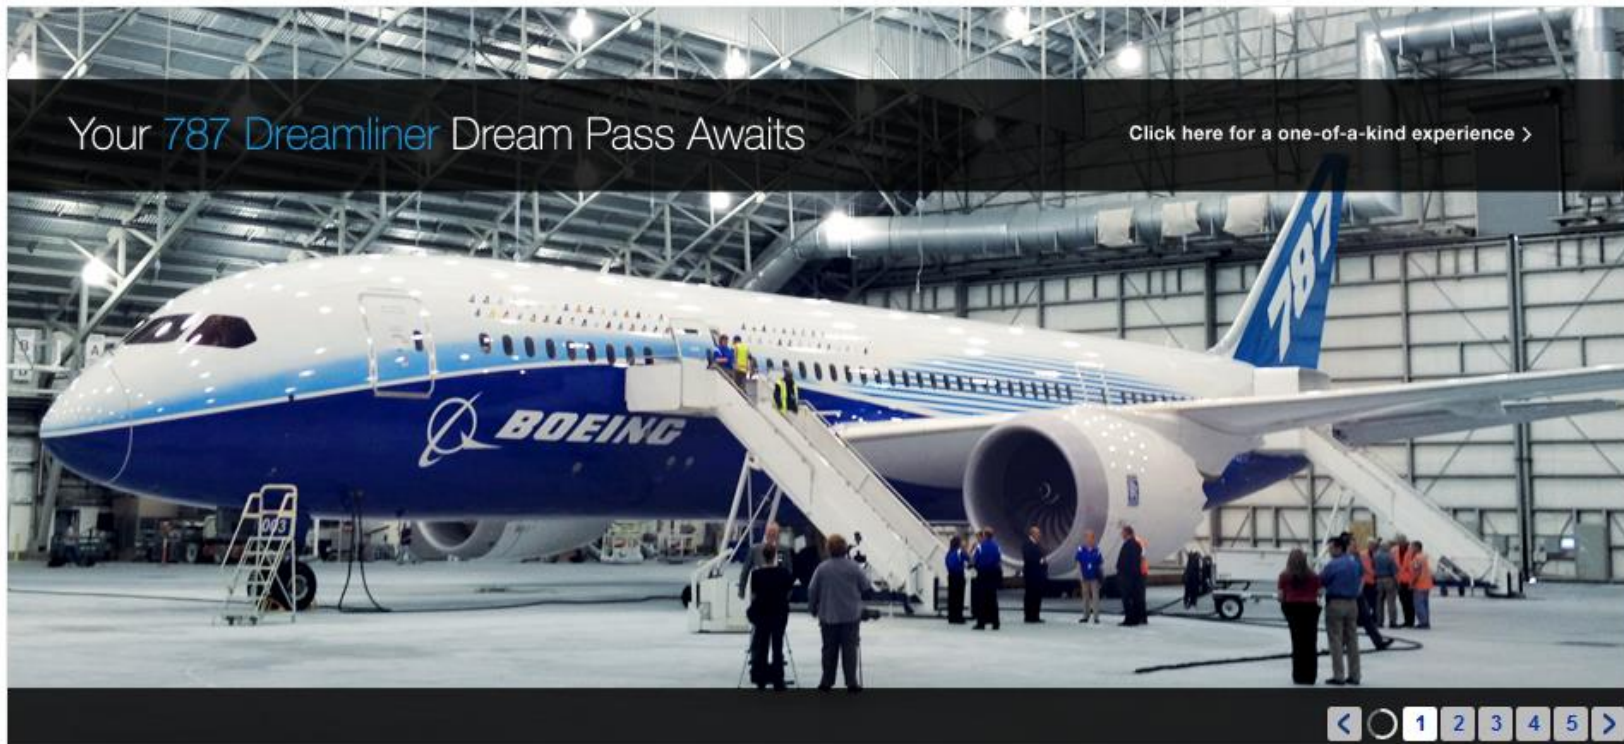 Your 787 Dreamliner Dream Pass Awaits
Click here for a one-of-a-kind experience >
787
BOEING
003
A
B
< 1 2 3 4 5 >